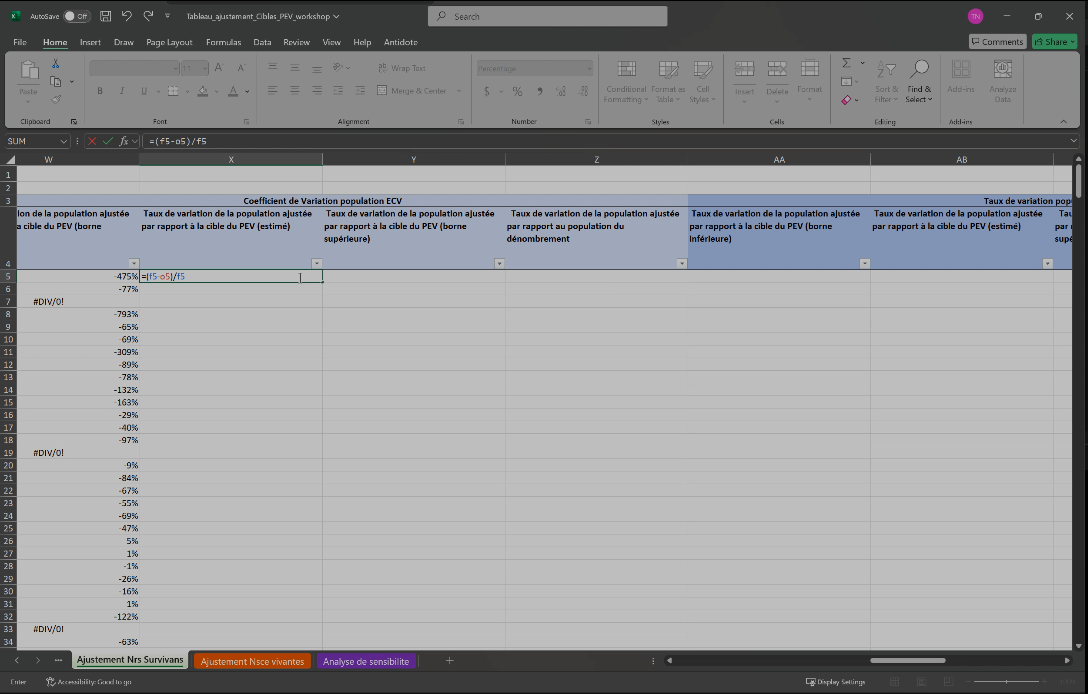 AutoSave Off Tableau_ajustement_Cibles_PEV_workshop Search TN
File Home Insert Draw Page Layout Formulas Data Review View Help Antidote Comments Share
Paste B I U A A Wrap Text Merge & Center Percentage $ % Conditional Formatting Format as Table Cell Styles Insert Delete Format Sort & Filter Find & Select Add-ins Analyze Data
Clipboard Font Alignment Number Styles Cells Editing Add-ins
SUM fx =(f5-o5)/f5
W X Y Z AA AB
1
2
3 Coefficient de Variation population ECV Taux de variation pop
ion de la population ajustée Taux de variation de la population ajustée Taux de variation de la population ajustée Taux de variation de la population ajustée Taux de variation de la population ajustée Taux de variation de la population ajustée Tau
a cible du PEV (borne par rapport à la cible du PEV (estimé) par rapport à la cible du PEV (borne par rapport au population du par rapport à la cible du PEV (borne par rapport à la cible du PEV (estimé) par
supérieure) dénombrement inférieure) supé
4
5 -475% =(f5-o5)/f5
6 -77%
7 #DIV/0!
8 -793%
9 -65%
10 -69%
11 -309%
12 -89%
13 -78%
14 -132%
15 -163%
16 -29%
17 -40%
18 -97%
19 #DIV/0!
20 -9%
21 -84%
22 -67%
23 -55%
24 -69%
25 -47%
26 5%
27 1%
28 -1%
29 -26%
30 -16%
31 1%
32 -122%
33 #DIV/0!
34 -63%
Ajustement Nrs Survivans Ajustement Nsce vivantes Analyse de sensibilite
Enter Accessibility: Good to go Display Settings